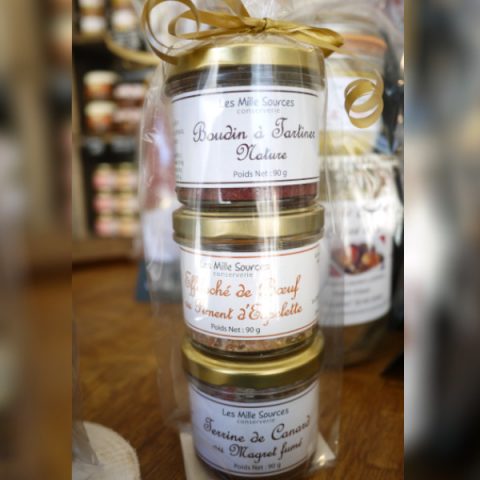 Les Mille Sources
conserverie
Boudin à Tartiner
Nature
Poids Net : 90 g
Les Mille Sources
conserverie
Effiloché de Bœuf
au Piment d'Espelette
Poids Net : 90 g
Les Mille Sources
conserverie
Terrine de Canard
au Magret fumé
Poids Net : 90 g